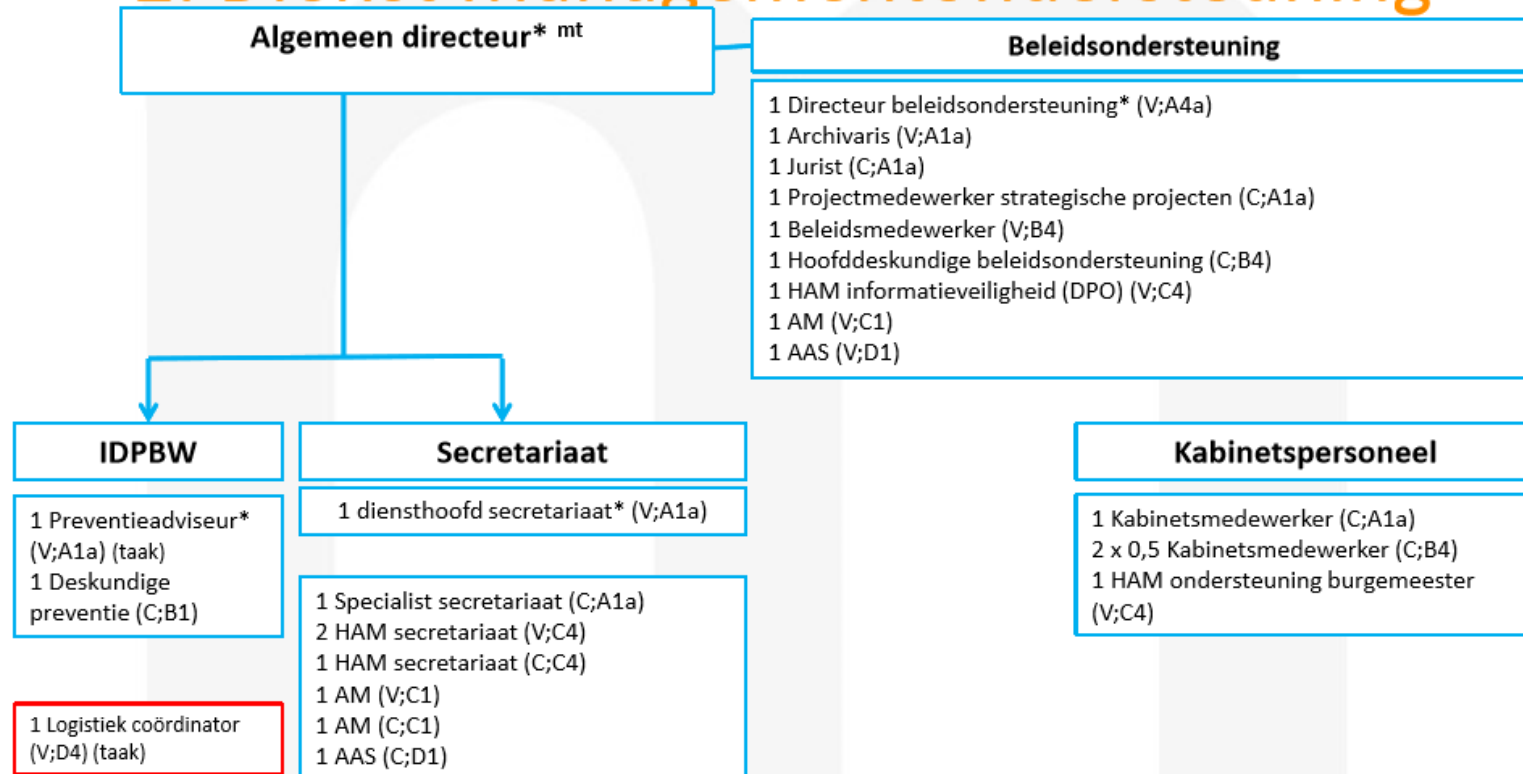 2. Dienst managementondersteuning
Algemeen directeur* mt
Beleidsondersteuning
1 Directeur beleidsondersteuning* (V;A4a)
1 Archivaris (V;A1a)
1 Jurist (C;A1a)
1 Projectmedewerker strategische projecten (C;A1a)
1 Beleidsmedewerker (V;B4)
1 Hoofddeskundige beleidsondersteuning (C;B4)
1 HAM informatieveiligheid (DPO) (V;C4)
1 AM (V;C1)
1 AAS (V;D1)
IDPBW
1 Preventieadviseur*
(V;A1a) (taak)
1 Deskundige
preventie (C;B1)
1 Logistiek coördinator
(V;D4) (taak)
Secretariaat
1 diensthoofd secretariaat* (V;A1a)
1 Specialist secretariaat (C;A1a)
2 HAM secretariaat (V;C4)
1 HAM secretariaat (C;C4)
1 AM (V;C1)
1 AM (C;C1)
1 AAS (C;D1)
Kabinetspersoneel
1 Kabinetsmedewerker (C;A1a)
2 x 0,5 Kabinetsmedewerker (C;B4)
1 HAM ondersteuning burgemeester
(V;C4)